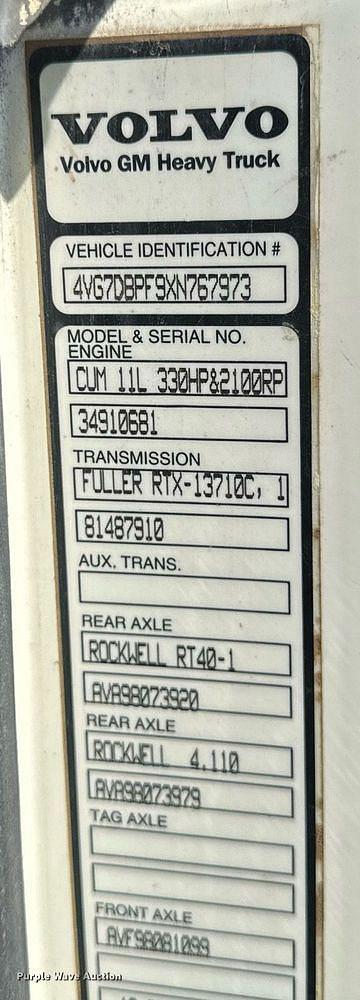 VOLVO
Volvo GM Heavy Truck
VEHICLE IDENTIFICATION #
4VG7DBPF9XN767973
MODEL & SERIAL NO.
ENGINE
CUM 11L 330HP&2100RP
34910681
TRANSMISSION
FULLER RTX-13710C, 1
81487910
AUX. TRANS.
REAR AXLE
ROCKWELL RT40-1
AVA98073920
REAR AXLE
ROCKWELL 4.110
AVA98073979
TAG AXLE
FRONT AXLE
AVF98081099
Purple Wave Auction